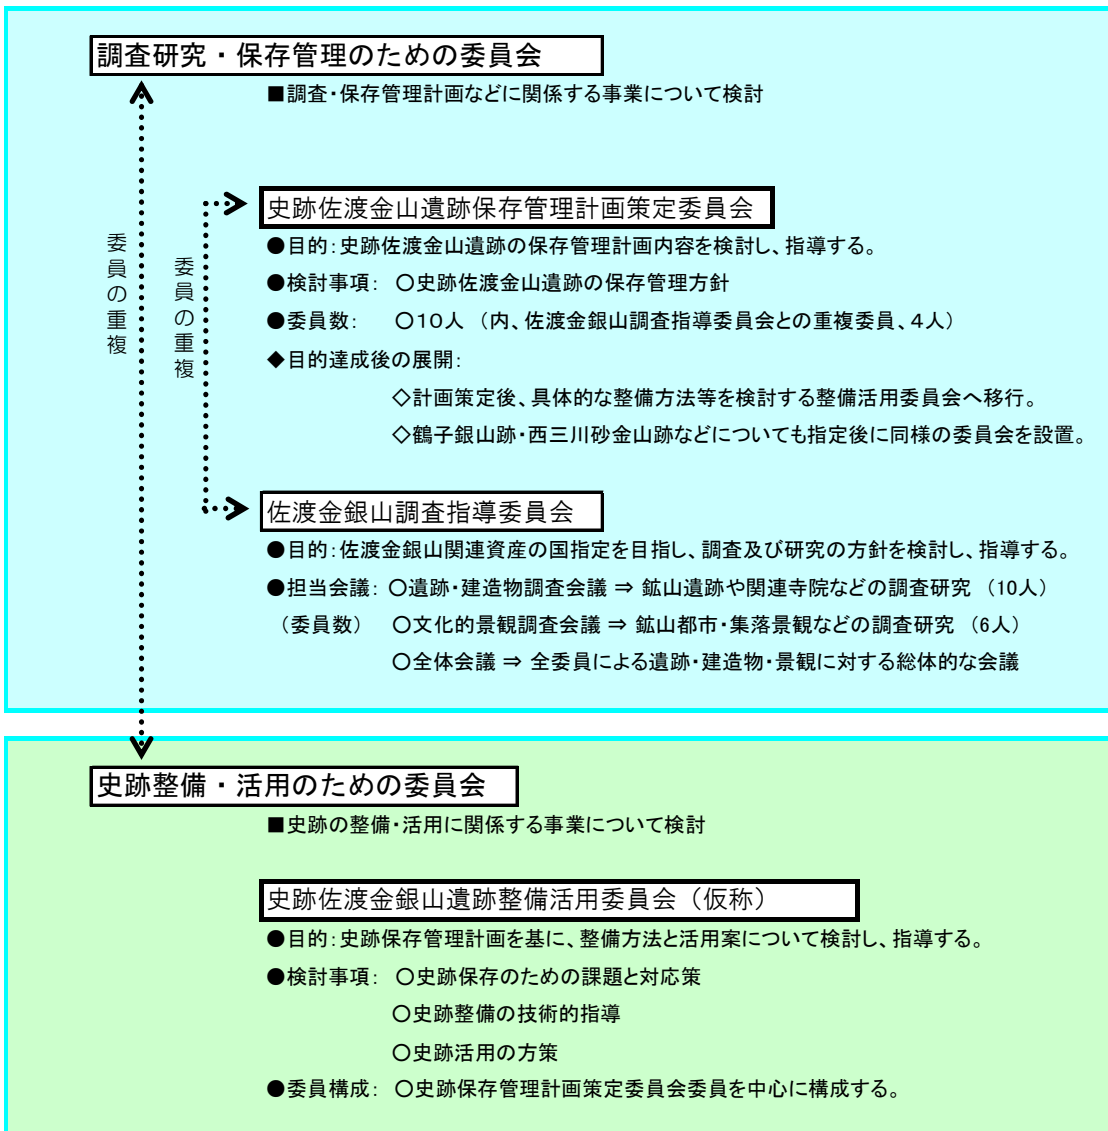 調査研究・保存管理のための委員会
■調査・保存管理計画などに関係する事業について検討
委員の重複
委員の重複
史跡佐渡金山遺跡保存管理計画策定委員会
●目的：史跡佐渡金山遺跡の保存管理計画内容を検討し、指導する。
●検討事項： ○史跡佐渡金山遺跡の保存管理方針
●委員数： ○１０人 （内、佐渡金銀山調査指導委員会との重複委員、４人）
◆目的達成後の展開：
◇計画策定後、具体的な整備方法等を検討する整備活用委員会へ移行。
◇鶴子銀山跡・西三川砂金山跡などについても指定後に同様の委員会を設置。
佐渡金銀山調査指導委員会
●目的：佐渡金銀山関連資産の国指定を目指し、調査及び研究の方針を検討し、指導する。
●担当会議： ○遺跡・建造物調査会議 ⇒ 鉱山遺跡や関連寺院などの調査研究 （10人）
（委員数） ○文化的景観調査会議 ⇒ 鉱山都市・集落景観などの調査研究 （6人）
○全体会議 ⇒ 全委員による遺跡・建造物・景観に対する総体的な会議
史跡整備・活用のための委員会
■史跡の整備・活用に関係する事業について検討
史跡佐渡金銀山遺跡整備活用委員会（仮称）
●目的：史跡保存管理計画を基に、整備方法と活用案について検討し、指導する。
●検討事項： ○史跡保存のための課題と対応策
○史跡整備の技術的指導
○史跡活用の方策
●委員構成： ○史跡保存管理計画策定委員会委員を中心に構成する。